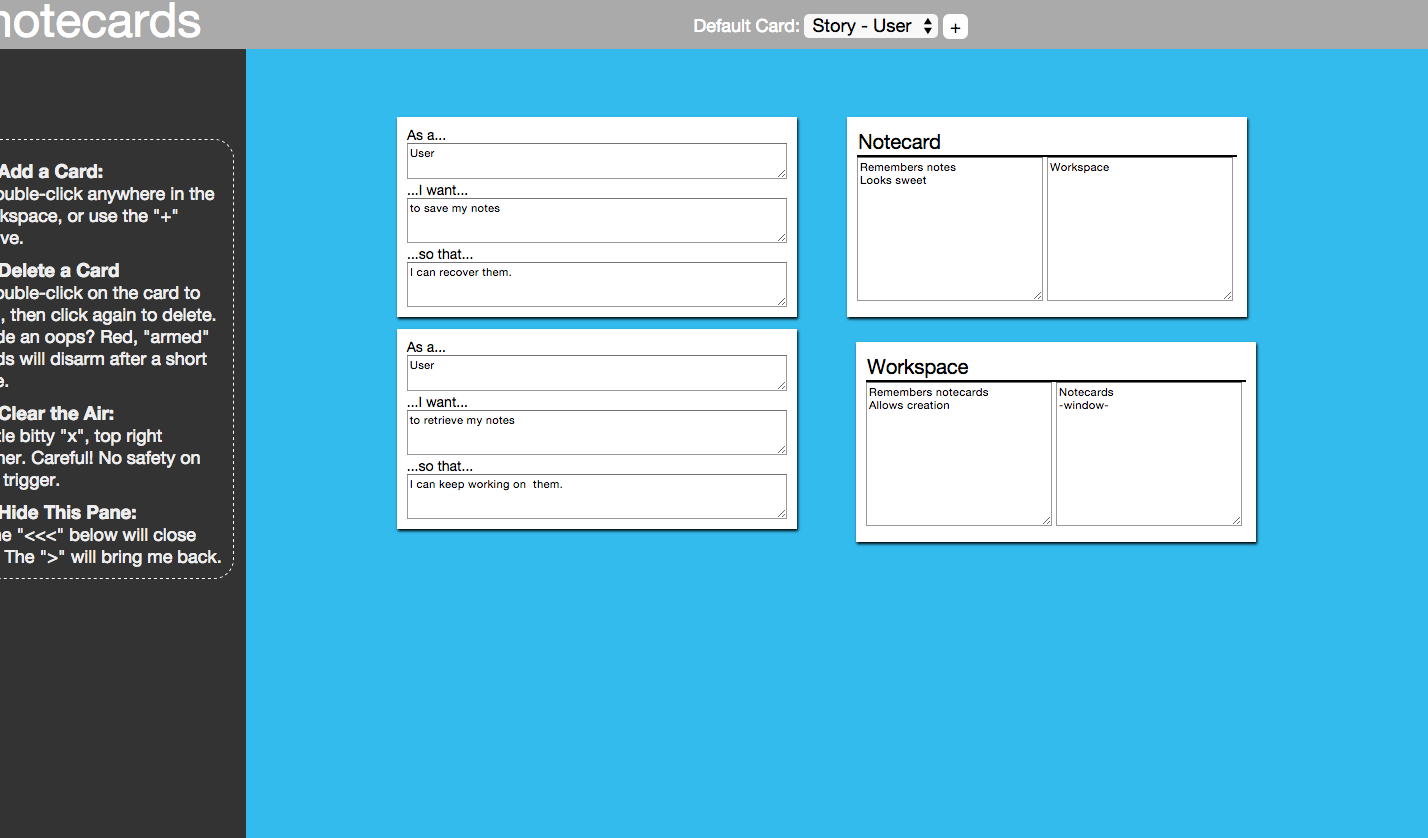 notecards
Default Card: Story - User +
Add a Card:
ouble-click anywhere in the
kspace, or use the "+"
ve.
Delete a Card
ouble-click on the card to
, then click again to delete.
de an oops? Red, "armed"
ds will disarm after a short
e.
Clear the Air:
tle bitty "x", top right
ner. Careful! No safety on
trigger.
Hide This Pane:
e "<<<" below will close
The ">" will bring me back.
As a...
User
...I want...
to save my notes
...so that...
I can recover them.
As a...
User
...I want...
to retrieve my notes
...so that...
I can keep working on  them.
Notecard
Remembers notes
Looks sweet
Workspace
Workspace
Remembers notecards
Allows creation
Notecards
-window-